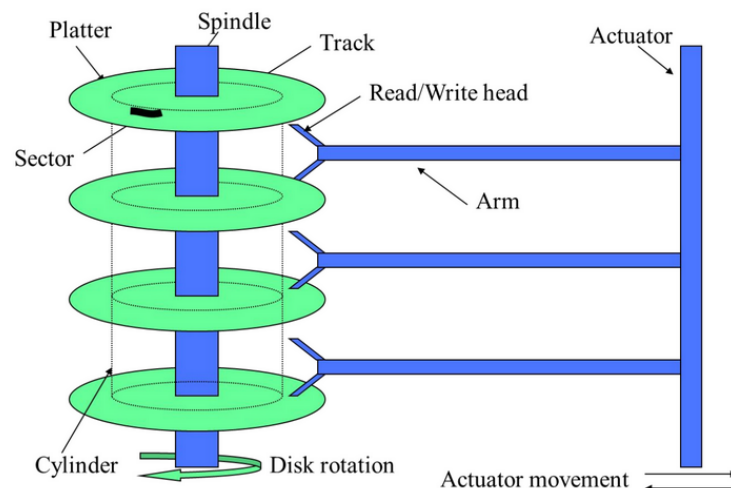 Spindle
Platter
Track
Actuator
Read/Write head
Sector
Arm
Cylinder
Disk rotation
Actuator movement